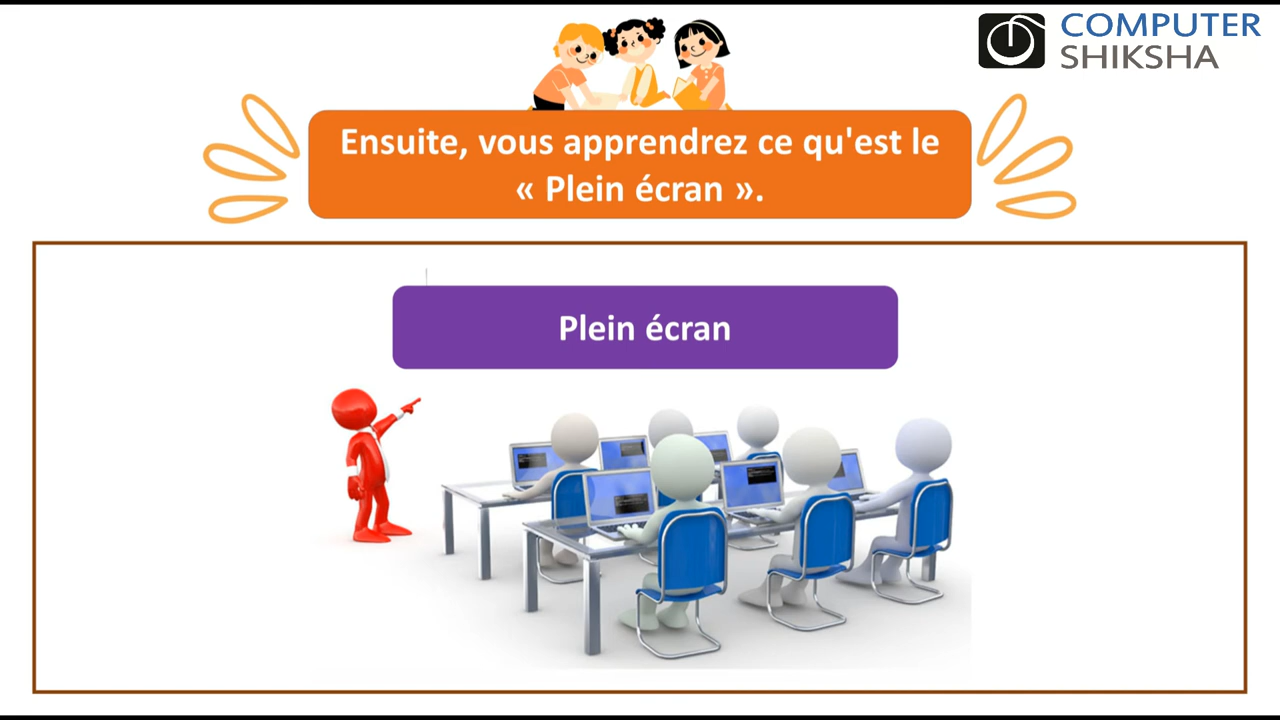 COMPUTER
SHIKSHA
Ensuite, vous apprendrez ce qu'est le
« Plein écran ».
Plein écran